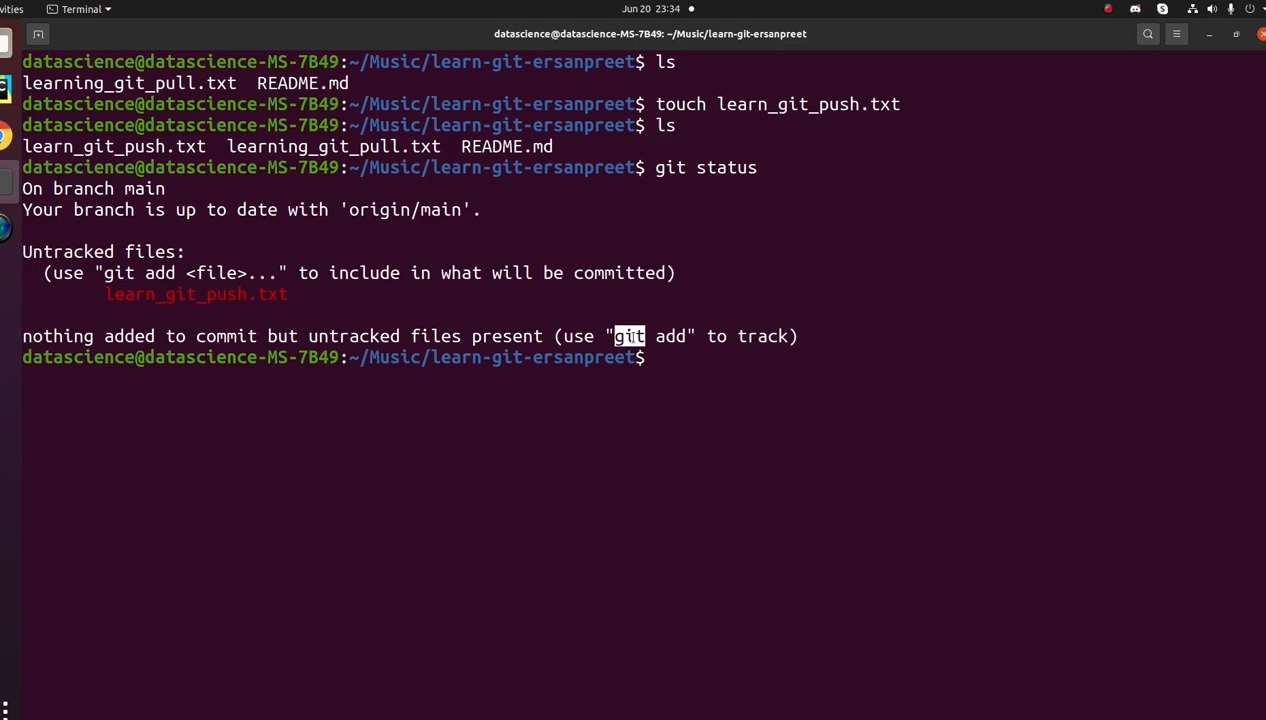 ivities Terminal Jun 20 23:34
datascience@datascience-MS-7B49: ~/Music/learn-git-ersanpreet
datascience@datascience-MS-7B49:~/Music/learn-git-ersanpreet$ ls
learning_git_pull.txt README.md
datascience@datascience-MS-7B49:~/Music/learn-git-ersanpreet$ touch learn_git_push.txt
datascience@datascience-MS-7B49:~/Music/learn-git-ersanpreet$ ls
learn_git_push.txt learning_git_pull.txt README.md
datascience@datascience-MS-7B49:~/Music/learn-git-ersanpreet$ git status
On branch main
Your branch is up to date with 'origin/main'.
Untracked files:
(use "git add <file>..." to include in what will be committed)
learn_git_push.txt
nothing added to commit but untracked files present (use "git add" to track)
datascience@datascience-MS-7B49:~/Music/learn-git-ersanpreet$